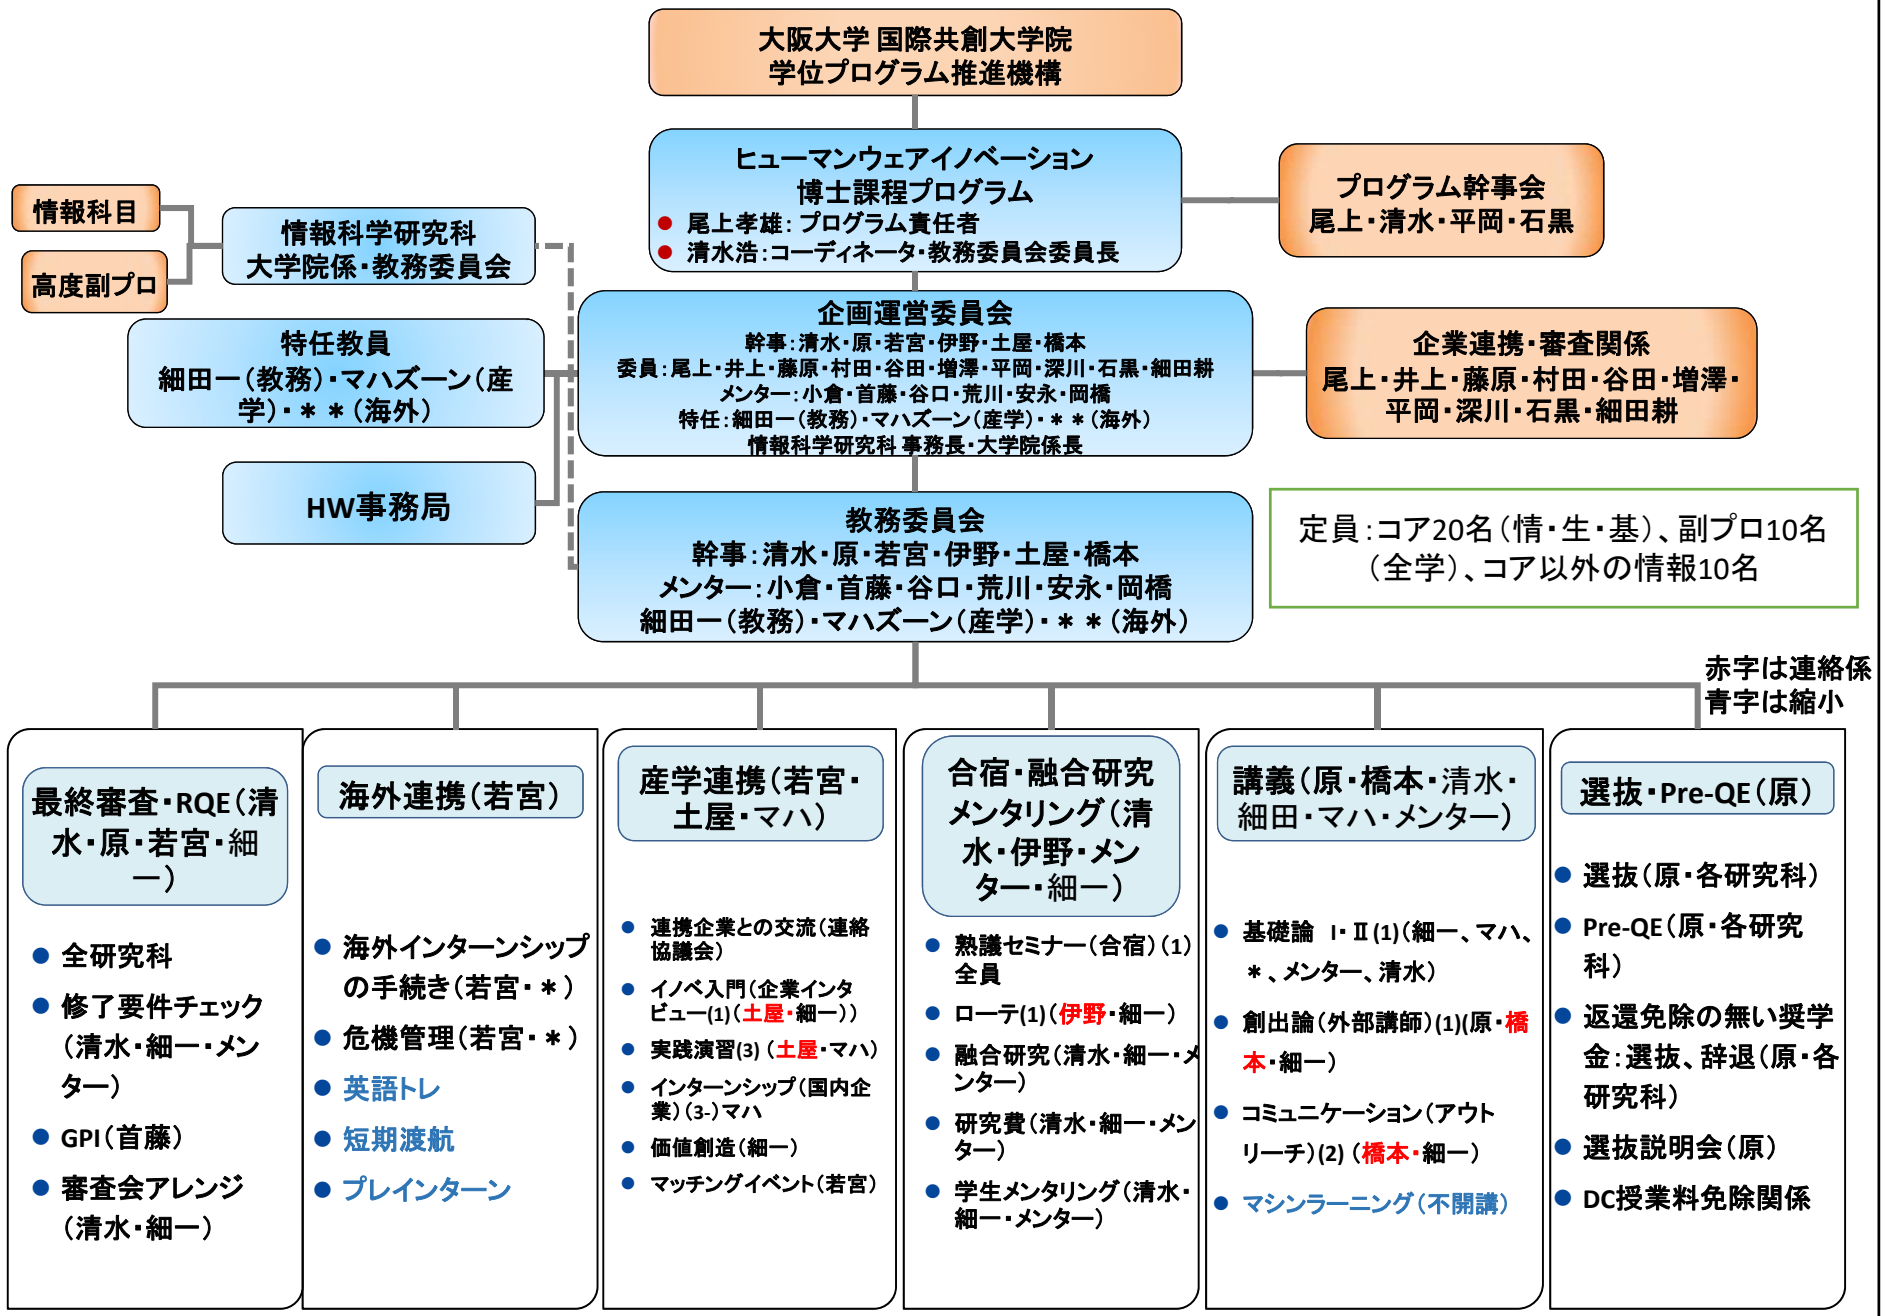 大阪大学 国際共創大学院
学位プログラム推進機構
ヒューマンウェアイノベーション
博士課程プログラム
● 尾上孝雄：プログラム責任者
● 清水浩：コーディネータ・教務委員会委員長
プログラム幹事会
尾上・清水・平岡・石黒
情報科目
高度副プロ
情報科学研究科
大学院係・教務委員会
特任教員
細田一（教務）・マハズーン（産
学）・＊＊（海外）
HW事務局
企画運営委員会
幹事：清水・原・若宮・伊野・土屋・橋本
委員：尾上・井上・藤原・村田・谷田・増澤・平岡・深川・石黒・細田耕
メンター：小倉・首藤・谷口・荒川・安永・岡橋
特任：細田一（教務）・マハズーン（産学）・＊＊（海外）
情報科学研究科 事務長・大学院係長
企業連携・審査関係
尾上・井上・藤原・村田・谷田・増澤・
平岡・深川・石黒・細田耕
教務委員会
幹事：清水・原・若宮・伊野・土屋・橋本
メンター：小倉・首藤・谷口・荒川・安永・岡橋
細田一（教務）・マハズーン（産学）・＊＊（海外）
定員：コア20名（情・生・基）、副プロ10名
（全学）、コア以外の情報10名
赤字は連絡係
青字は縮小
最終審査・RQE（清
水・原・若宮・細
一）
● 全研究科
● 修了要件チェック
（清水・細一・メン
ター）
● GPI（首藤）
● 審査会アレンジ
（清水・細一）
海外連携（若宮）
● 海外インターンシップ
の手続き（若宮・＊）
● 危機管理（若宮・＊）
● 英語トレ
● 短期渡航
● プレインターン
産学連携（若宮・
土屋・マハ）
● 連携企業との交流（連絡
協議会）
● イノベ入門（企業インタ
ビュー(1)（土屋・細一））
● 実践演習(3)（土屋・マハ）
● インターンシップ（国内企
業）(3-)マハ
● 価値創造（細一）
● マッチングイベント（若宮）
合宿・融合研究
メンタリング（清
水・伊野・メン
ター・細一）
● 熟議セミナー（合宿）(1)
全員
● ローテ(1)（伊野・細一）
● 融合研究（清水・細一・メ
ンター）
● 研究費（清水・細一・メン
ター）
● 学生メンタリング（清水・
細一・メンター）
講義（原・橋本・清水・
細田・マハ・メンター）
● 基礎論 I・Ⅱ(1)（細一、マハ、
＊、メンター、清水）
● 創出論（外部講師）(1)(原・橋
本・細一）
● コミュニケーション（アウト
リーチ）(2)（橋本・細一）
● マシンラーニング（不開講）
選抜・Pre-QE（原）
● 選抜（原・各研究科）
● Pre-QE（原・各研究
科）
● 返還免除の無い奨学
金：選抜、辞退（原・各
研究科）
● 選抜説明会（原）
● DC授業料免除関係